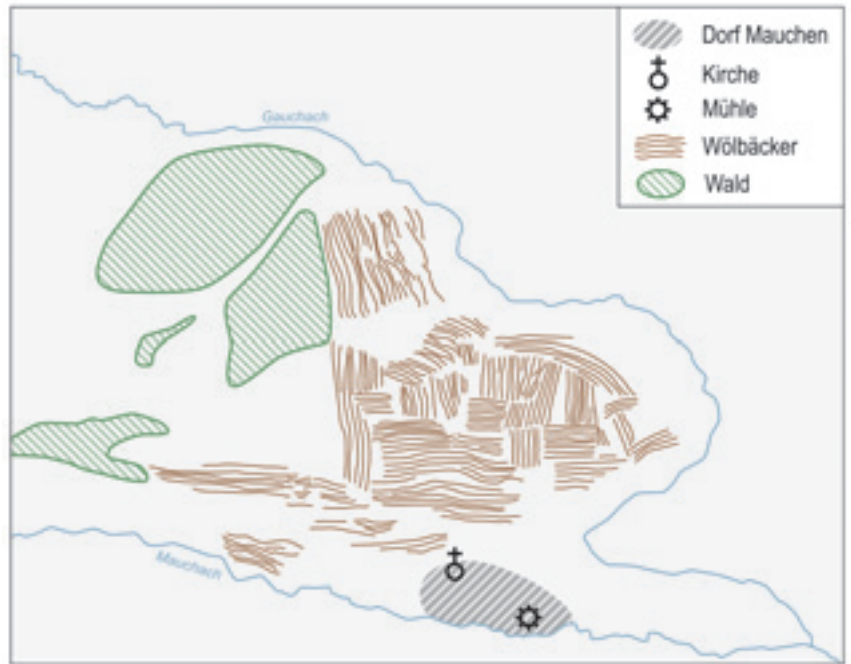 Dorf Mauchen
Kirche
Mühle
Wölbäcker
Wald
Gauchach
Mauchach